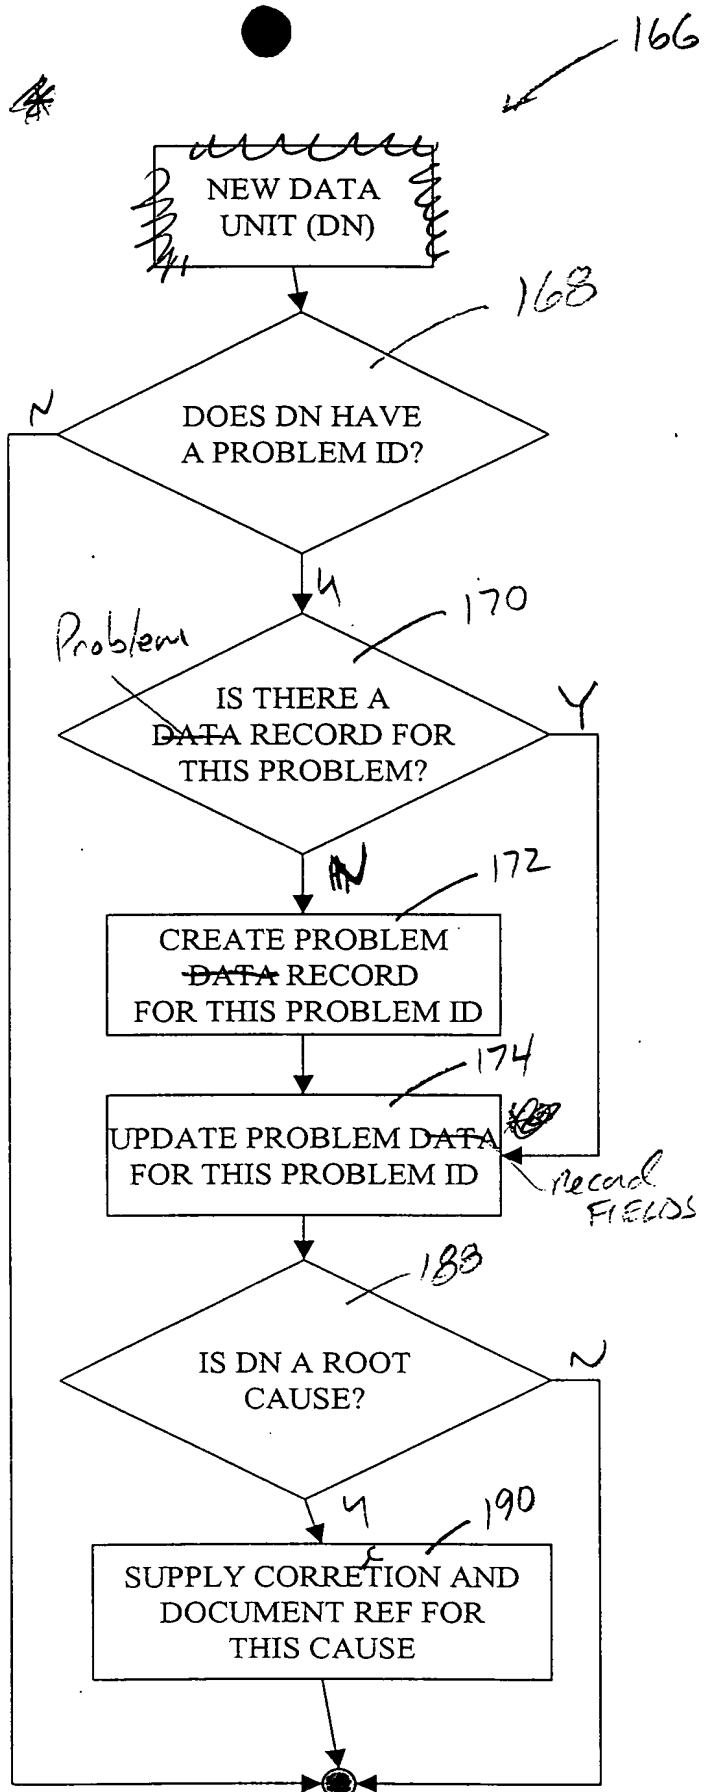 166
NEW DATA
UNIT (DN)
168
N
DOES DN HAVE
A PROBLEM ID?
Y
170
Problem
Y
IS THERE A
DATA RECORD FOR
THIS PROBLEM?
N
172
CREATE PROBLEM
DATA RECORD
FOR THIS PROBLEM ID
174
UPDATE PROBLEM DATA
FOR THIS PROBLEM ID
record
FIELDS
188
N
IS DN A ROOT
CAUSE?
Y
190
c
SUPPLY CORRETION AND
DOCUMENT REF FOR
THIS CAUSE